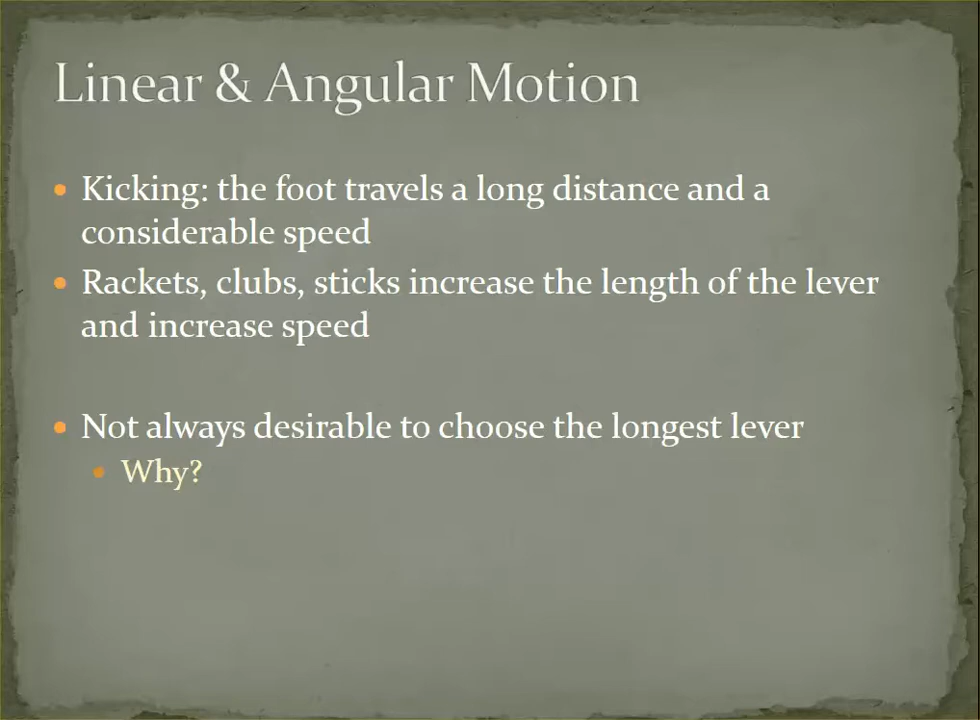 Linear & Angular Motion
Kicking: the foot travels a long distance and a
considerable speed
Rackets, clubs, sticks increase the length of the lever
and increase speed
Not always desirable to choose the longest lever
Why?